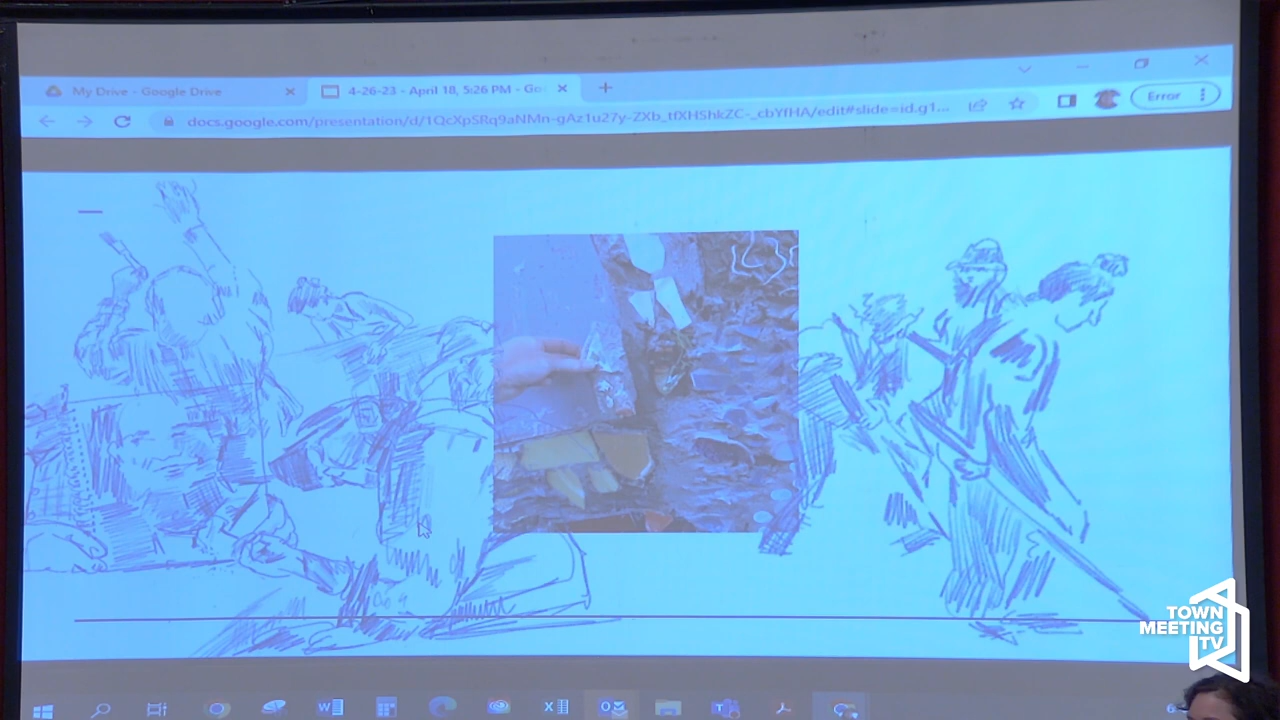 My Drive - Google Drive
4-26-23 - April 18, 5:26 PM - Go
Error
docs.google.com/presentation/d/1QcXpSRq9aNMn-gAz1u27y-ZXb_tfXHShkZC-_cbYfHA/edit#slide=id.g1...
TOWN
MEETING
TV